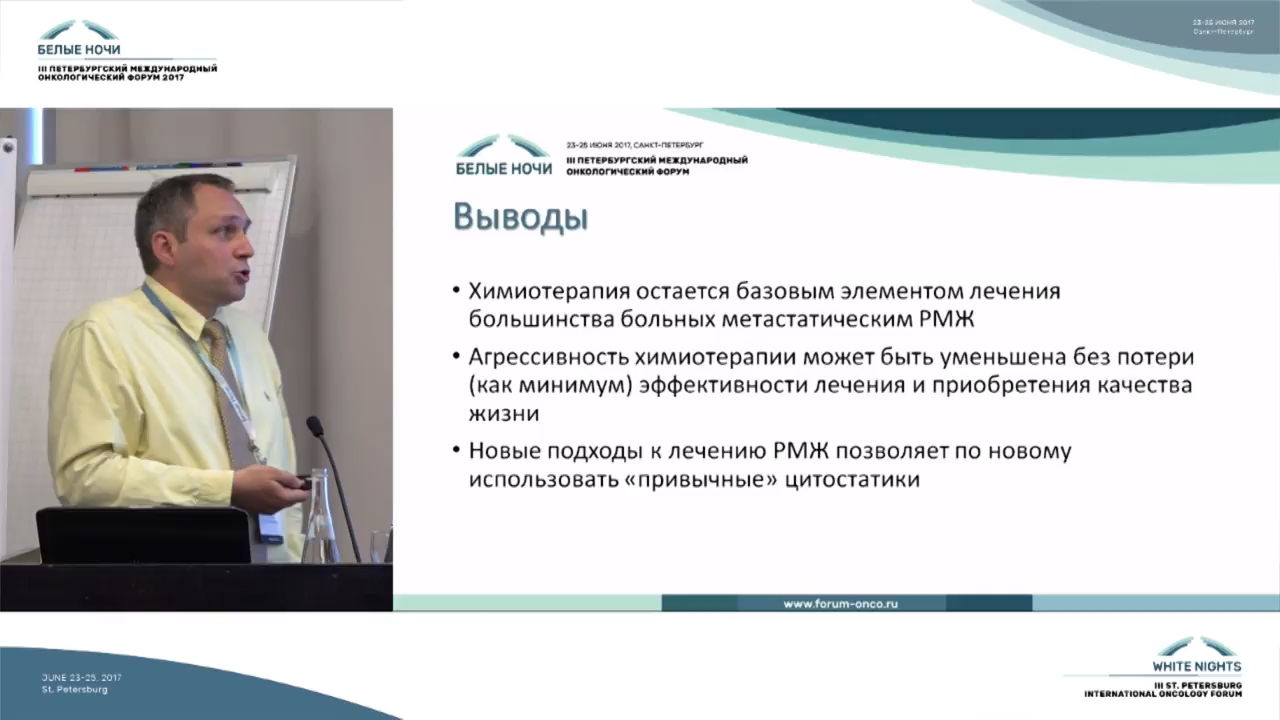 БЕЛЫЕ НОЧИ
III ПЕТЕРБУРГСКИЙ МЕЖДУНАРОДНЫЙ
ОНКОЛОГИЧЕСКИЙ ФОРУМ 2017
23-25 ИЮНЯ 2017
Санкт-Петербург
23-25 ИЮНЯ 2017, САНКТ-ПЕТЕРБУРГ
БЕЛЫЕ НОЧИ
III ПЕТЕРБУРГСКИЙ МЕЖДУНАРОДНЫЙ
ОНКОЛОГИЧЕСКИЙ ФОРУМ
Выводы
• Химиотерапия остается базовым элементом лечения
большинства больных метастатическим РМЖ
• Агрессивность химиотерапии может быть уменьшена без потери
(как минимум) эффективности лечения и приобретения качества
жизни
• Новые подходы к лечению РМЖ позволяет по новому
использовать «привычные» цитостатики
www.forum-onco.ru
JUNE 23-25, 2017
St. Petersburg
WHITE NIGHTS
III ST. PETERSBURG
INTERNATIONAL ONCOLOGY FORUM